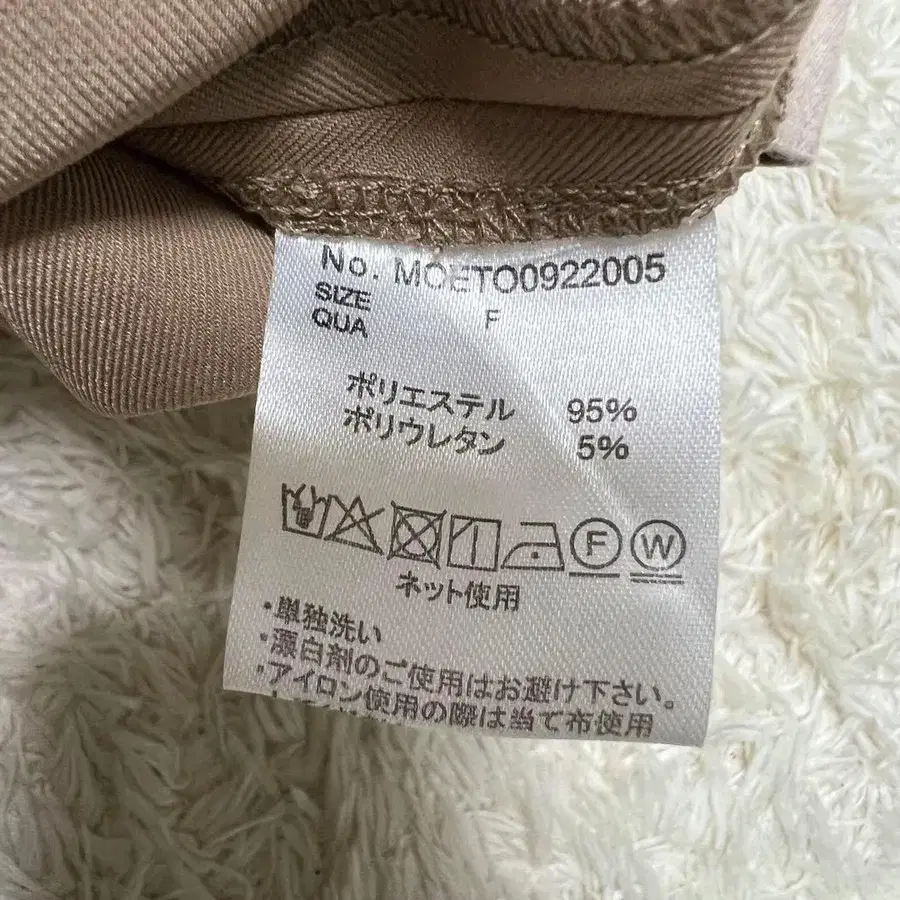 No. MOETO0922005
SIZE F
QUA
ポリエステル 95%
ポリウレタン 5%
F W
ネット使用
・単独洗い
・漂白剤のご使用はお避け下さい。
・アイロン使用の際は当て布使用